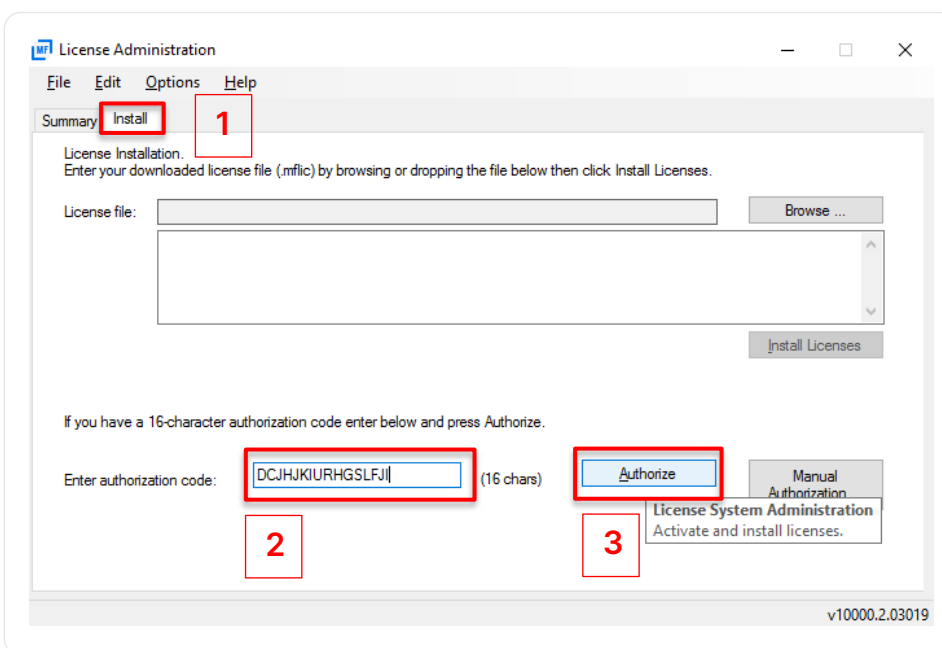 MF License Administration
File Edit Options Help
Summary Install 1
License Installation.
Enter your downloaded license file (.mflic) by browsing or dropping the file below then click Install Licenses.
License file: Browse ...
Install Licenses
If you have a 16-character authorization code enter below and press Authorize.
Enter authorization code: DCJHJKIURHGSLFJI (16 chars) Authorize Manual
Authorization
License System Administration
Activate and install licenses.
2 3
v10000.2.03019